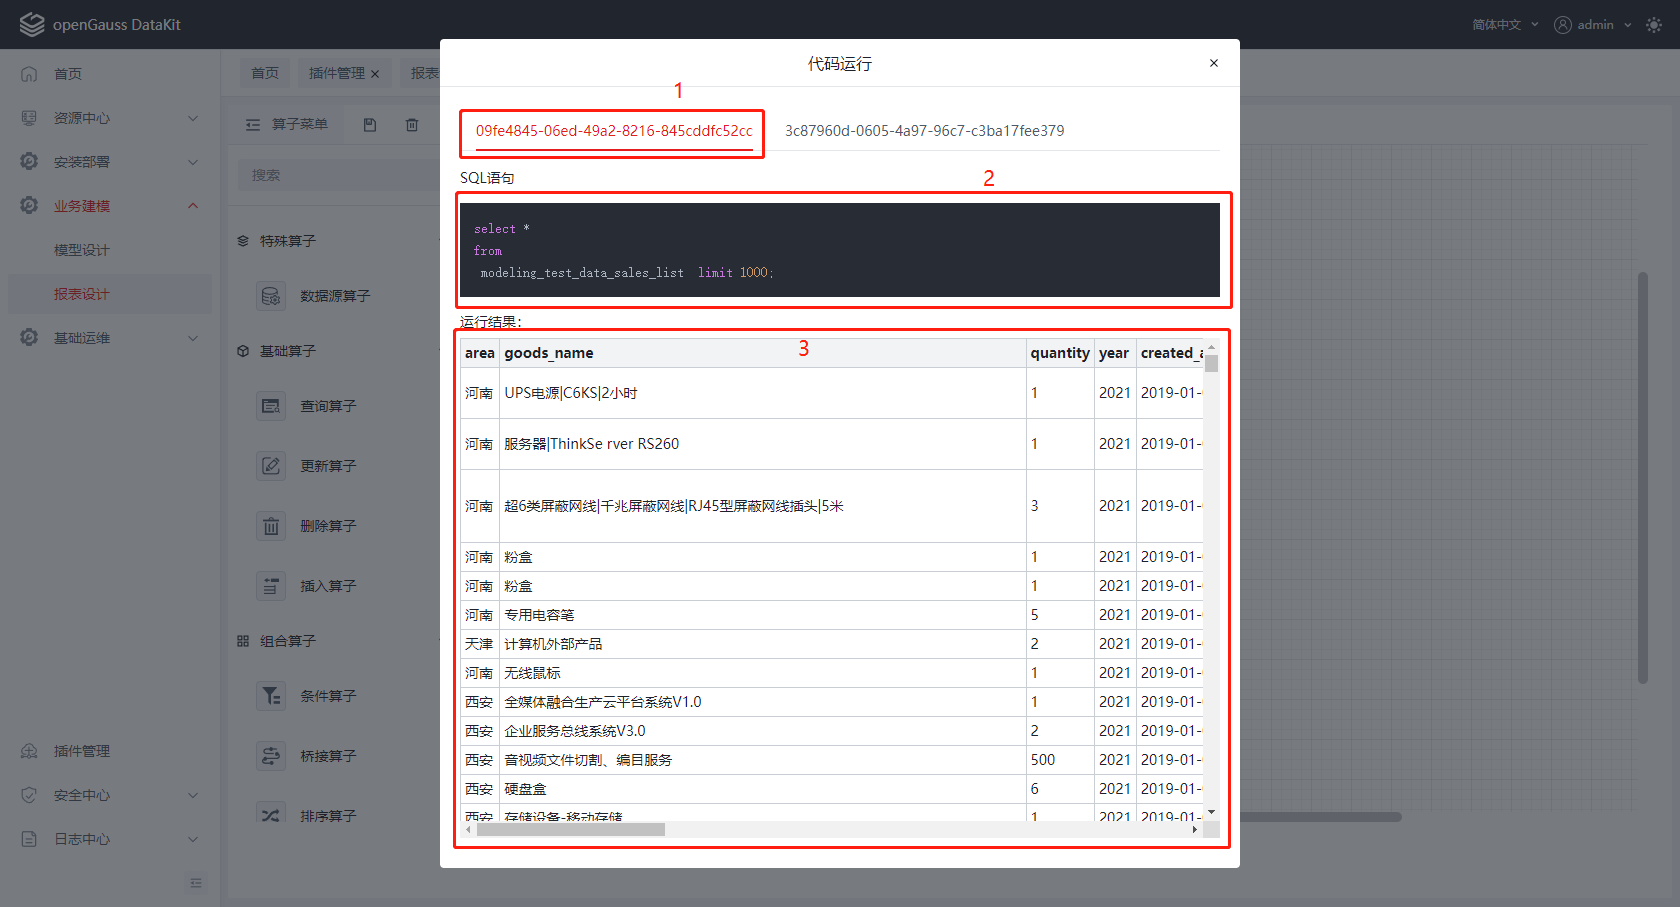 openGauss DataKit
简体中文
admin
首页
资源中心
安装部署
业务建模
模型设计
报表设计
基础运维
插件管理
安全中心
日志中心
首页
插件管理
报表
算子菜单
搜索
特殊算子
数据源算子
基础算子
查询算子
更新算子
删除算子
插入算子
组合算子
条件算子
桥接算子
排序算子
代码运行
1
09fe4845-06ed-49a2-8216-845cddfc52cc 3c87960d-0605-4a97-96c7-c3ba17fee379
SQL语句
2
select *
from
modeling_test_data_sales_list limit 1000;
运行结果:
3
area goods_name quantity year created_a
河南 UPS电源|C6KS|2小时 1 2021 2019-01-
河南 服务器|ThinkSe rver RS260 1 2021 2019-01-
河南 超6类屏蔽网线|千兆屏蔽网线|RJ45型屏蔽网线插头|5米 3 2021 2019-01-
河南 粉盒 1 2021 2019-01-
河南 粉盒 1 2021 2019-01-
河南 专用电容笔 5 2021 2019-01-
天津 计算机外部产品 2 2021 2019-01-
河南 无线鼠标 1 2021 2019-01-
西安 全媒体融合生产云平台系统V1.0 1 2021 2019-01-
西安 企业服务总线系统V3.0 2 2021 2019-01-
西安 音视频文件切割、编目服务 500 2021 2019-01-
西安 硬盘盒 6 2021 2019-01-
西安 存储设备-移动存储 1 2021 2019-01-